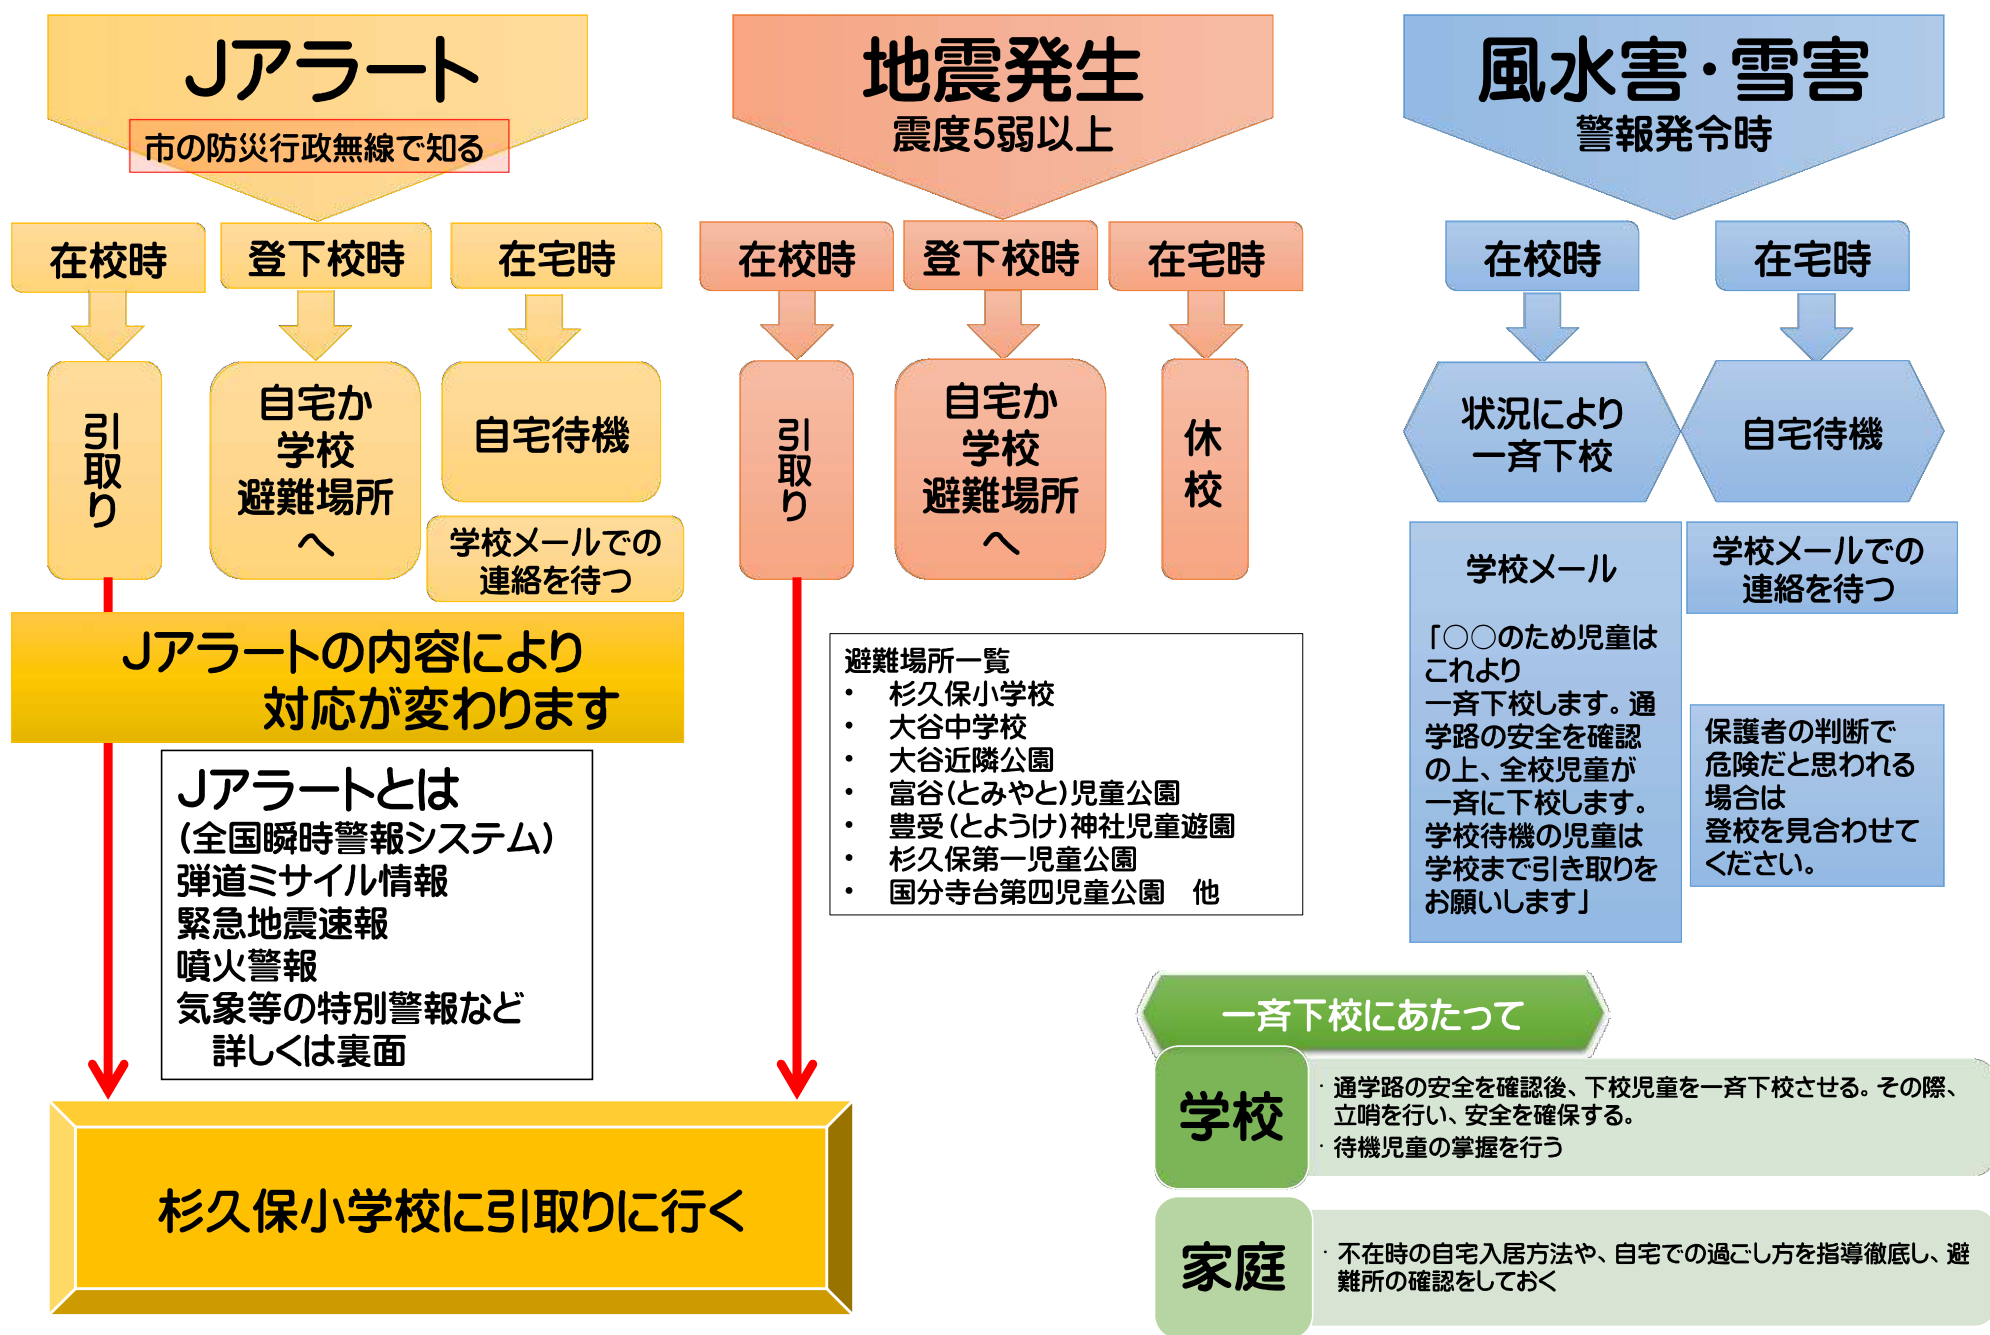 Jアラート
市の防災行政無線で知る
在校時
登下校時
在宅時
引取り
自宅か
学校
避難場所
へ
自宅待機
学校メールでの
連絡を待つ
Jアラートの内容により
対応が変わります
Jアラートとは
(全国瞬時警報システム)
弾道ミサイル情報
緊急地震速報
噴火警報
気象等の特別警報など
詳しくは裏面
杉久保小学校に引取りに行く
地震発生
震度5弱以上
在校時
登下校時
在宅時
引取り
自宅か
学校
避難場所
へ
休校
避難場所一覧
・ 杉久保小学校
・ 大谷中学校
・ 大谷近隣公園
・ 富谷(とみやと)児童公園
・ 豊受(とようけ)神社児童遊園
・ 杉久保第一児童公園
・ 国分寺台第四児童公園 他
風水害・雪害
警報発令時
在校時
在宅時
状況により
一斉下校
自宅待機
学校メール
「○○のため児童は
これより
一斉下校します。通
学路の安全を確認
の上、全校児童が
一斉に下校します。
学校待機の児童は
学校まで引き取りを
お願いします」
学校メールでの
連絡を待つ
保護者の判断で
危険だと思われる
場合は
登校を見合わせて
ください。
一斉下校にあたって
学校
・通学路の安全を確認後、下校児童を一斉下校させる。その際、
立哨を行い、安全を確保する。
・待機児童の掌握を行う
家庭
・不在時の自宅入居方法や、自宅での過ごし方を指導徹底し、避
難所の確認をしておく